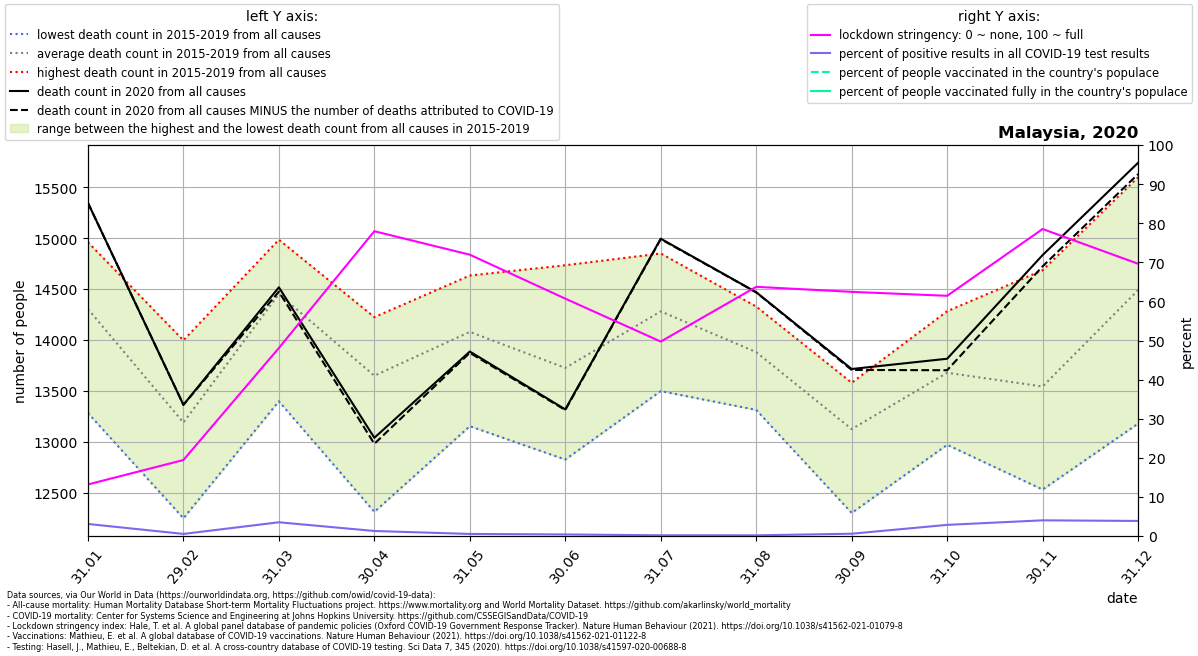 left Y axis:
lowest death count in 2015-2019 from all causes
average death count in 2015-2019 from all causes
highest death count in 2015-2019 from all causes
death count in 2020 from all causes
death count in 2020 from all causes MINUS the number of deaths attributed to COVID-19
range between the highest and the lowest death count from all causes in 2015-2019
right Y axis:
lockdown stringency: 0 ~ none, 100 ~ full
percent of positive results in all COVID-19 test results
percent of people vaccinated in the country's populace
percent of people vaccinated fully in the country's populace
Malaysia, 2020
number of people
15500
15000
14500
14000
13500
13000
12500
100
90
80
70
60
50
40
30
20
10
0
percent
31.01
29.02
31.03
30.04
31.05
30.06
31.07
31.08
30.09
31.10
30.11
31.12
date
Data sources, via Our World in Data (https://ourworldindata.org, https://github.com/owid/covid-19-data):
- All-cause mortality: Human Mortality Database Short-term Mortality Fluctuations project. https://www.mortality.org and World Mortality Dataset. https://github.com/akarlinsky/world_mortality
- COVID-19 mortality: Center for Systems Science and Engineering at Johns Hopkins University. https://github.com/CSSEGISandData/COVID-19
- Lockdown stringency index: Hale, T. et al. A global panel database of pandemic policies (Oxford COVID-19 Government Response Tracker). Nature Human Behaviour (2021). https://doi.org/10.1038/s41562-021-01079-8
- Vaccinations: Mathieu, E. et al. A global database of COVID-19 vaccinations. Nature Human Behaviour (2021). https://doi.org/10.1038/s41562-021-01122-8
- Testing: Hasell, J., Mathieu, E., Beltekian, D. et al. A cross-country database of COVID-19 testing. Sci Data 7, 345 (2020). https://doi.org/10.1038/s41597-020-00688-8